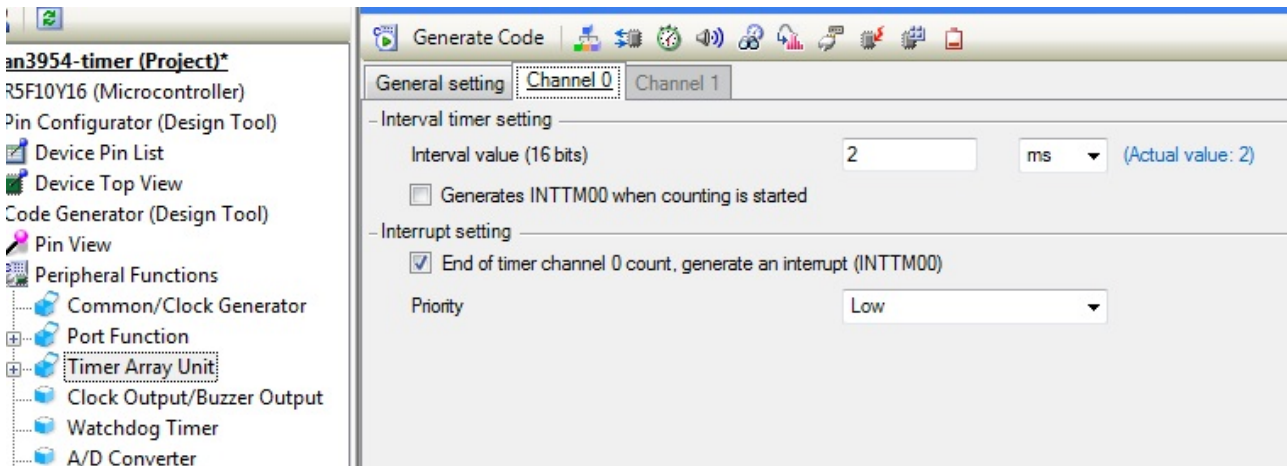 an3954-timer (Project)*
R5F10Y16 (Microcontroller)
Pin Configurator (Design Tool)
Device Pin List
Device Top View
Code Generator (Design Tool)
Pin View
Peripheral Functions
Common/Clock Generator
Port Function
Timer Array Unit
Clock Output/Buzzer Output
Watchdog Timer
A/D Converter
Generate Code
General setting Channel 0 Channel 1
Interval timer setting
Interval value (16 bits) 2 ms (Actual value: 2)
Generates INTTM00 when counting is started
Interrupt setting
End of timer channel 0 count, generate an interrupt (INTTM00)
Priority Low